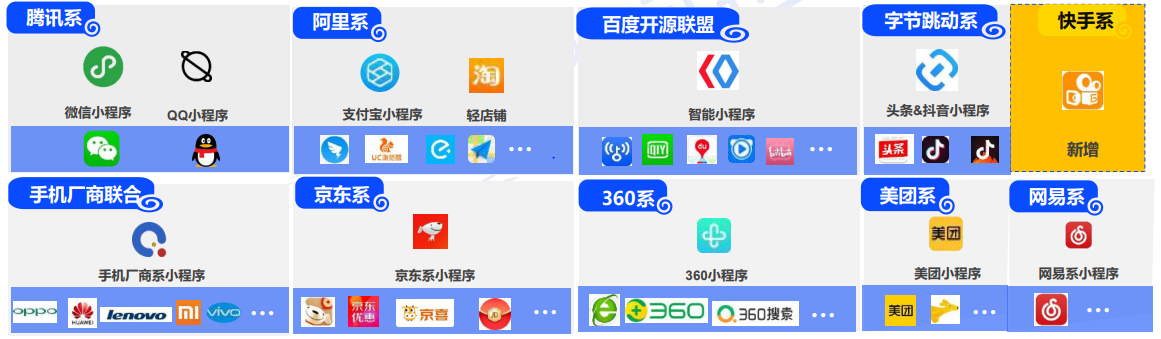 腾讯系
阿里系
百度开源联盟
字节跳动系
快手系
微信小程序
QQ小程序
支付宝小程序
淘
轻店铺
智能小程序
头条&抖音小程序
新增
UC浏览器
QIY
du
头条
手机厂商联合
京东系
360系
美团系
网易系
手机厂商系小程序
京东系小程序
360小程序
美团
美团小程序
网易系小程序
oppo
HUAWEI
lenovo
mi
vivo
京东
优惠
京喜
JD
360
360搜索
美团